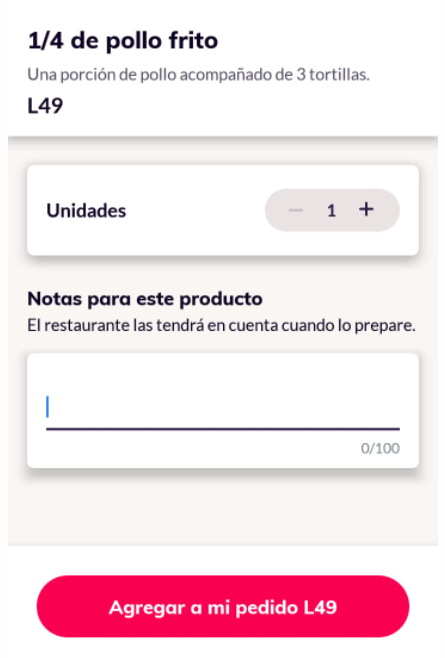 1/4 de pollo frito
Una porción de pollo acompañado de 3 tortillas.
L49
Unidades
− 1 +
Notas para este producto
El restaurante las tendrá en cuenta cuando lo prepare.
0/100
Agregar a mi pedido L49